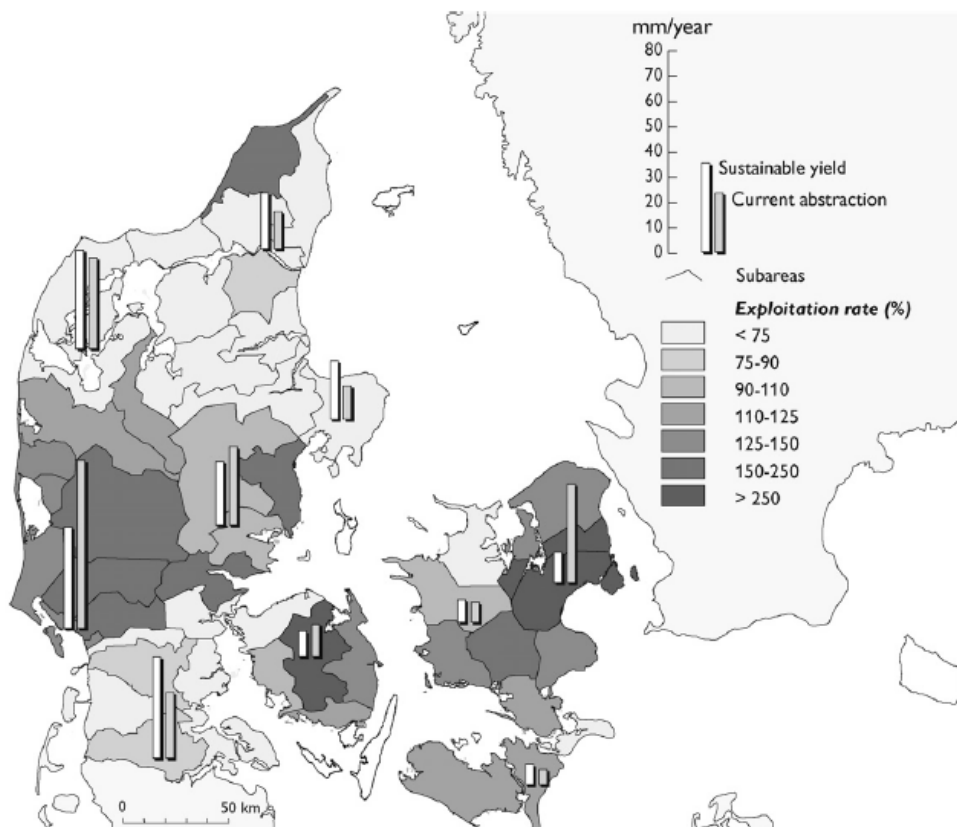 mm/year
80
70
60
50
40
30
20
10
0
Sustainable yield
Current abstraction
Subareas
Exploitation rate (%)
< 75
75-90
90-110
110-125
125-150
150-250
> 250
0 50 km